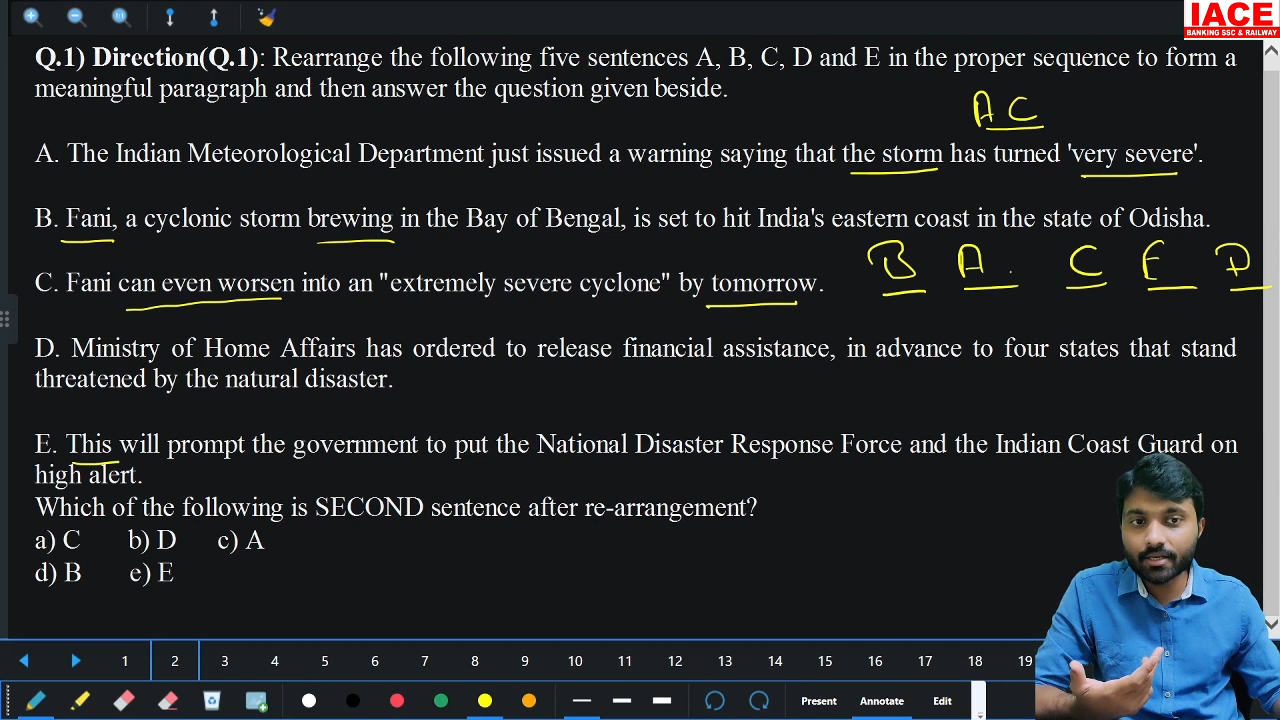 IACE
BANKING SSC & RAILWAY
Q.1) Direction(Q.1): Rearrange the following five sentences A, B, C, D and E in the proper sequence to form a
meaningful paragraph and then answer the question given beside.
A C
A. The Indian Meteorological Department just issued a warning saying that the storm has turned 'very severe'.
B. Fani, a cyclonic storm brewing in the Bay of Bengal, is set to hit India's eastern coast in the state of Odisha.
B A C E D
C. Fani can even worsen into an "extremely severe cyclone" by tomorrow.
D. Ministry of Home Affairs has ordered to release financial assistance, in advance to four states that stand
threatened by the natural disaster.
E. This will prompt the government to put the National Disaster Response Force and the Indian Coast Guard on
high alert.
Which of the following is SECOND sentence after re-arrangement?
a) C b) D c) A
d) B e) E
1 2 3 4 5 6 7 8 9 10 11 12 13 14 15 16 17 18 19
Present Annotate Edit